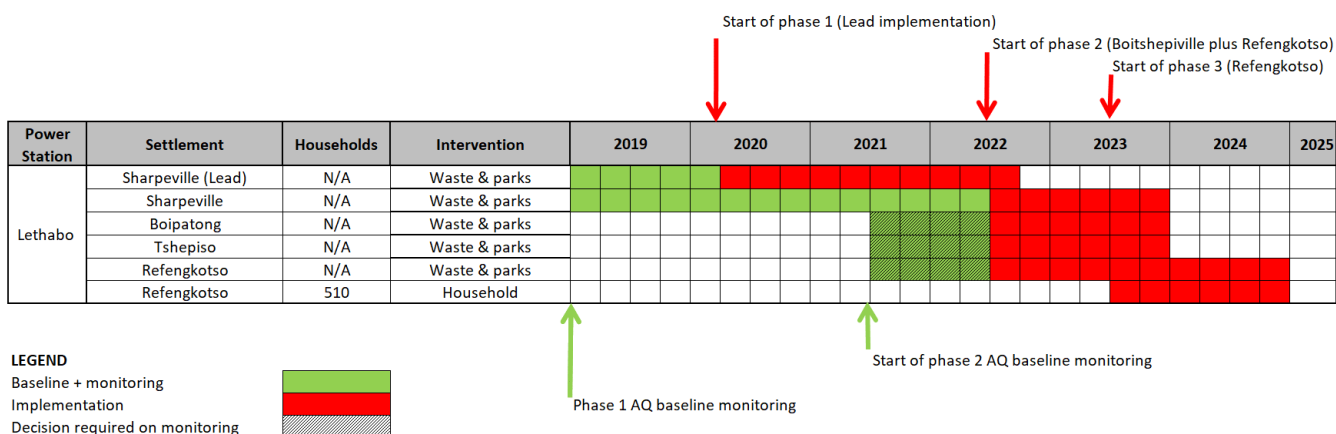 Start of phase 1 (Lead implementation)
Start of phase 2 (Boitshepiville plus Refengkotso)
Start of phase 3 (Refengkotso)
Power Station Settlement Households Intervention 2019 2020 2021 2022 2023 2024 2025
Lethabo
Sharpeville (Lead) N/A Waste & parks
Sharpeville N/A Waste & parks
Boipatong N/A Waste & parks
Tshepiso N/A Waste & parks
Refengkotso N/A Waste & parks
Refengkotso 510 Household
Start of phase 2 AQ baseline monitoring
Phase 1 AQ baseline monitoring
LEGEND
Baseline + monitoring
Implementation
Decision required on monitoring